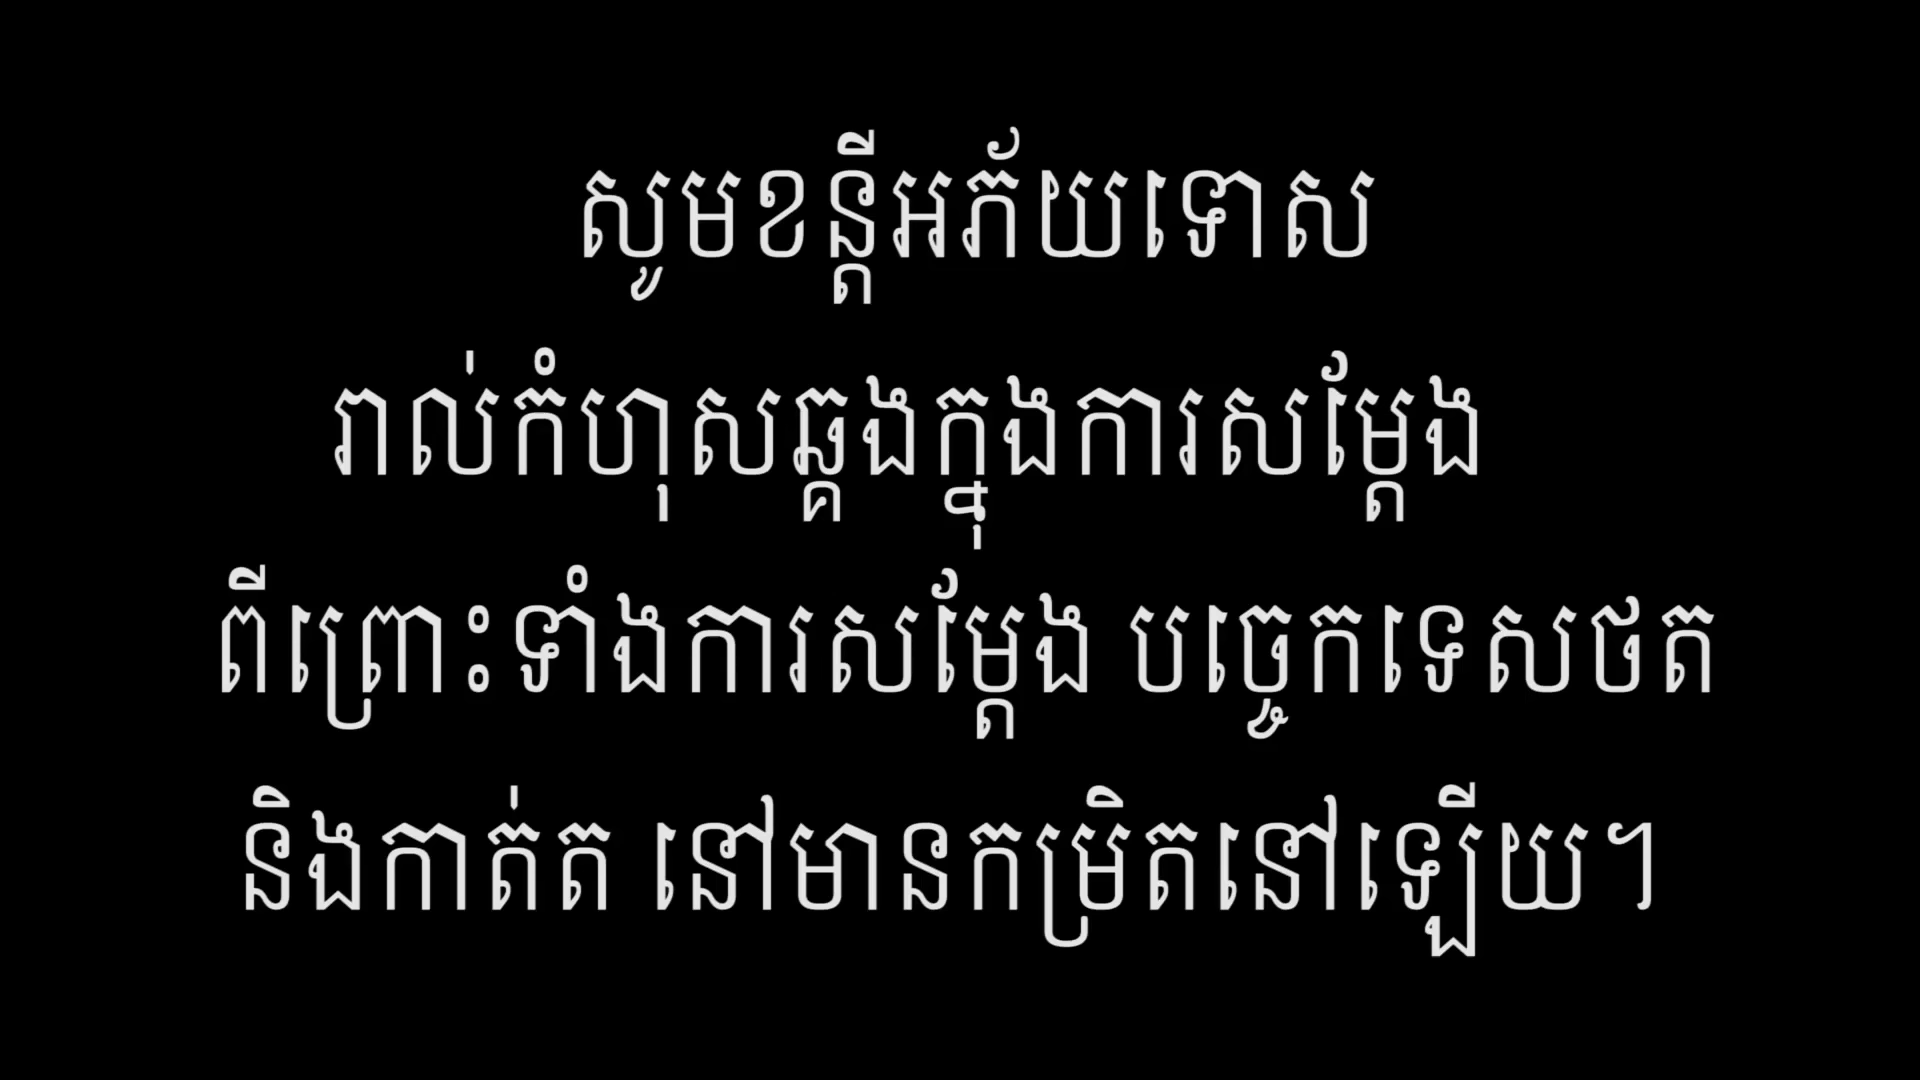 សូមខន្តីអភ័យទោស
រាល់កំហុសឆ្គងក្នុងការសម្តែង
ពីព្រោះទាំងការសម្តែង បច្ចេកទេសថត
និងកាត់ត នៅមានកម្រិតនៅឡើយ។